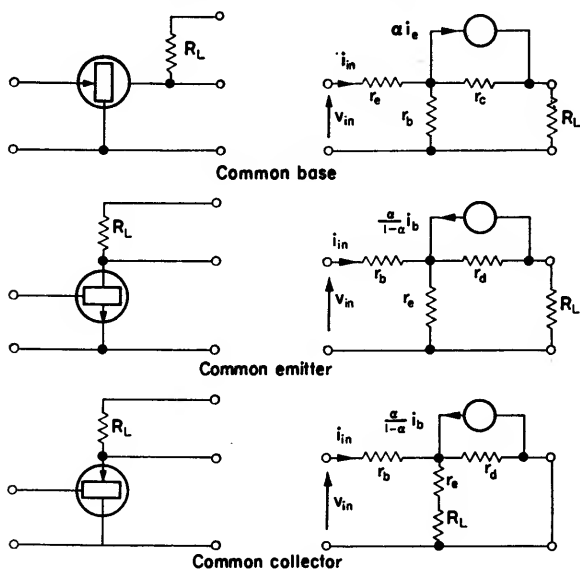 R_L
αi_e
i_in
r_e
r_c
v_in
r_b
R_L
Common base
R_L
α/1-α i_b
i_in
r_b
r_d
v_in
r_e
R_L
Common emitter
R_L
α/1-α i_b
i_in
r_b
r_d
r_e
v_in
R_L
Common collector